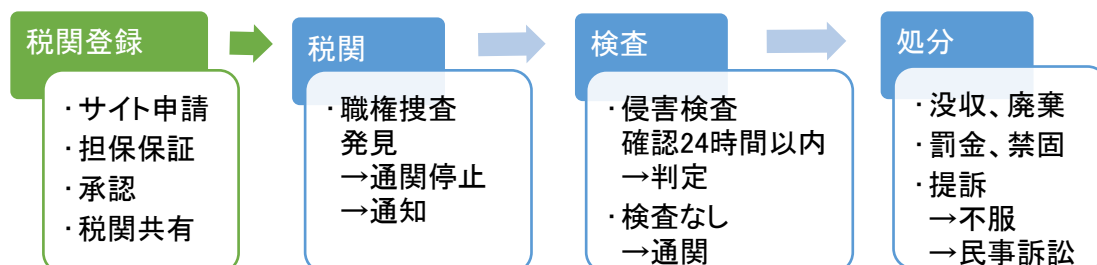 税関登録
・サイト申請
・担保保証
・承認
・税関共有
税関
・職権捜査
発見
→通関停止
→通知
検査
・侵害検査
確認24時間以内
→判定
・検査なし
→通関
処分
・没収、廃棄
・罰金、禁固
・提訴
→不服
→民事訴訟